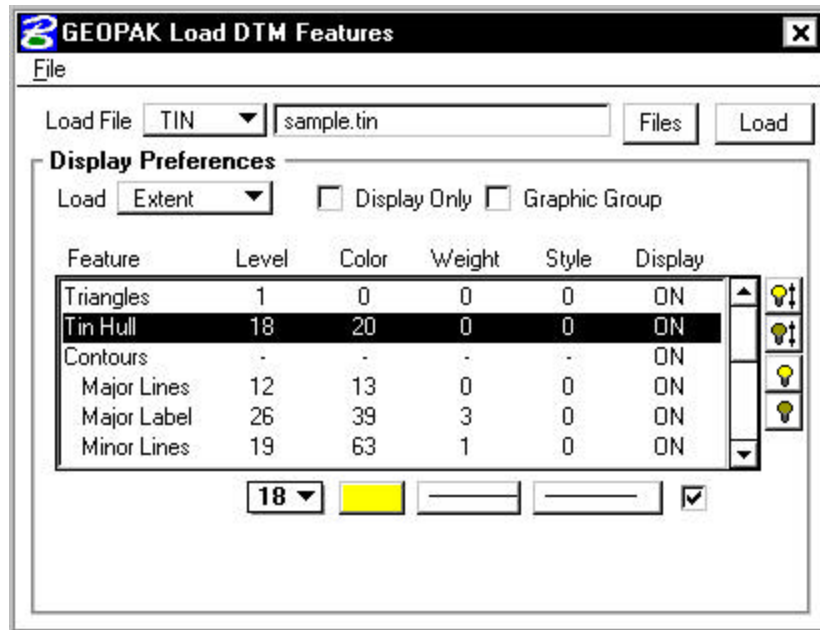 GEOPAK Load DTM Features
File
Load File TIN sample.tin Files Load
Display Preferences
Load Extent Display Only Graphic Group
Feature Level Color Weight Style Display
Triangles 1 0 0 0 ON
Tin Hull 18 20 0 0 ON
Contours - - - - ON
Major Lines 12 13 0 0 ON
Major Label 26 39 3 0 ON
Minor Lines 19 63 1 0 ON
18